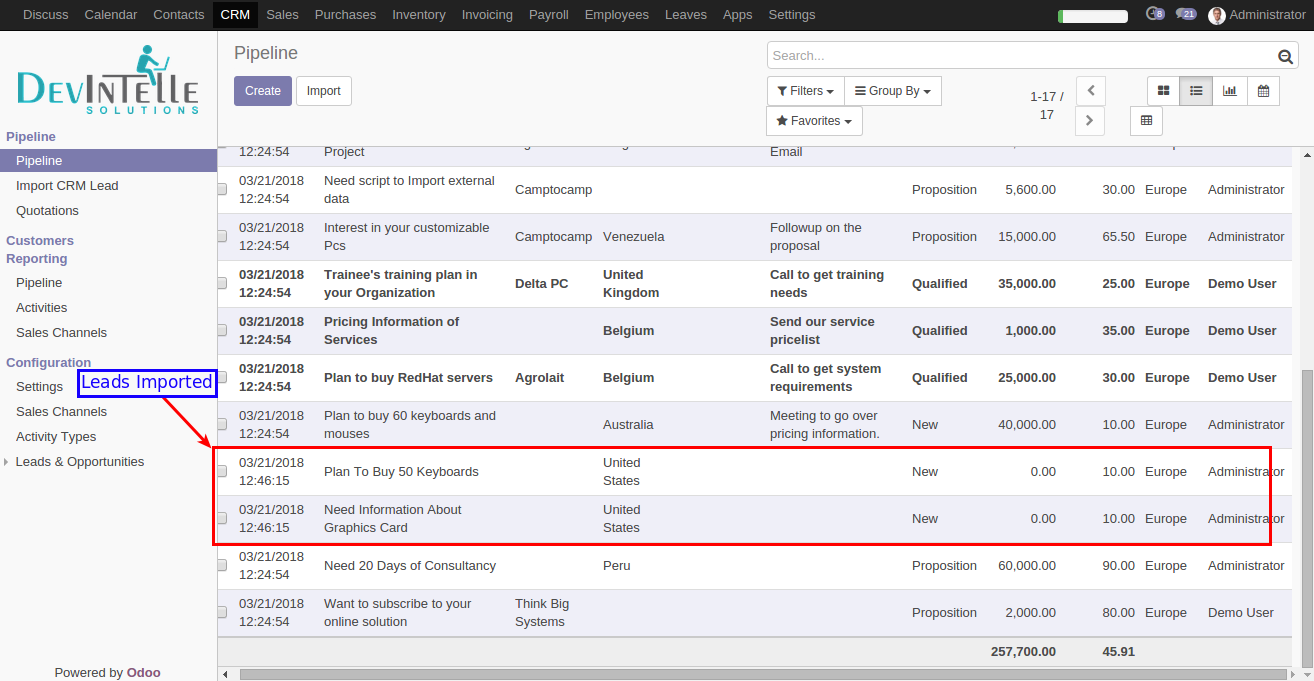 Discuss Calendar Contacts CRM Sales Purchases Inventory Invoicing Payroll Employees Leaves Apps Settings 8 21 Administrator
DEVINTELLE
SOLUTIONS
Pipeline
Search...
Create Import
Filters Group By
Favorites
1-17 /
17
Pipeline
Pipeline
Import CRM Lead
Quotations
Customers
Reporting
Pipeline
Activities
Sales Channels
Configuration
Settings
Sales Channels
Activity Types
Leads & Opportunities
Leads Imported
Powered by Odoo
12:24:54 Project Email
03/21/2018 Need script to Import external
12:24:54 data Camptocamp Proposition 5,600.00 30.00 Europe Administrator
03/21/2018 Interest in your customizable Followup on the
12:24:54 Pcs Camptocamp Venezuela proposal Proposition 15,000.00 65.50 Europe Administrator
03/21/2018 Trainee's training plan in United Call to get training
12:24:54 your Organization Delta PC Kingdom needs Qualified 35,000.00 25.00 Europe Demo User
03/21/2018 Pricing Information of Send our service
12:24:54 Services Belgium pricelist Qualified 1,000.00 35.00 Europe Demo User
03/21/2018 Call to get system
12:24:54 Plan to buy RedHat servers Agrolait Belgium requirements Qualified 25,000.00 30.00 Europe Demo User
03/21/2018 Plan to buy 60 keyboards and Meeting to go over
12:24:54 mouses Australia pricing information. New 40,000.00 10.00 Europe Administrator
03/21/2018 United
12:46:15 Plan To Buy 50 Keyboards States New 0.00 10.00 Europe Administrator
03/21/2018 Need Information About United
12:46:15 Graphics Card States New 0.00 10.00 Europe Administrator
03/21/2018
12:24:54 Need 20 Days of Consultancy Peru Proposition 60,000.00 90.00 Europe Administrator
03/21/2018 Want to subscribe to your Think Big
12:24:54 online solution Systems Proposition 2,000.00 80.00 Europe Demo User
257,700.00 45.91